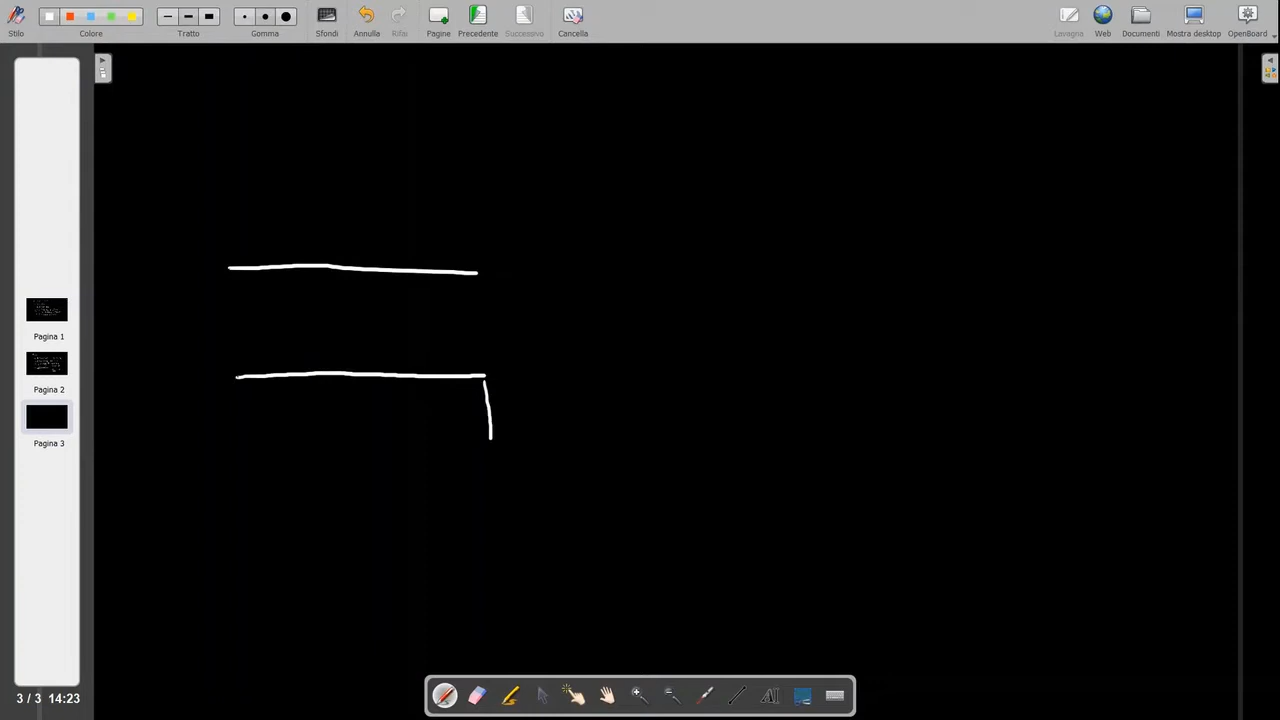 Stilo Colore Tratto Gomma Sfondi Annulla Rifai Pagine Precedente Successivo Cancella Lavagna Web Documenti Mostra desktop OpenBoard
Pagina 1
Pagina 2
Pagina 3
3 / 3 14:23
AI